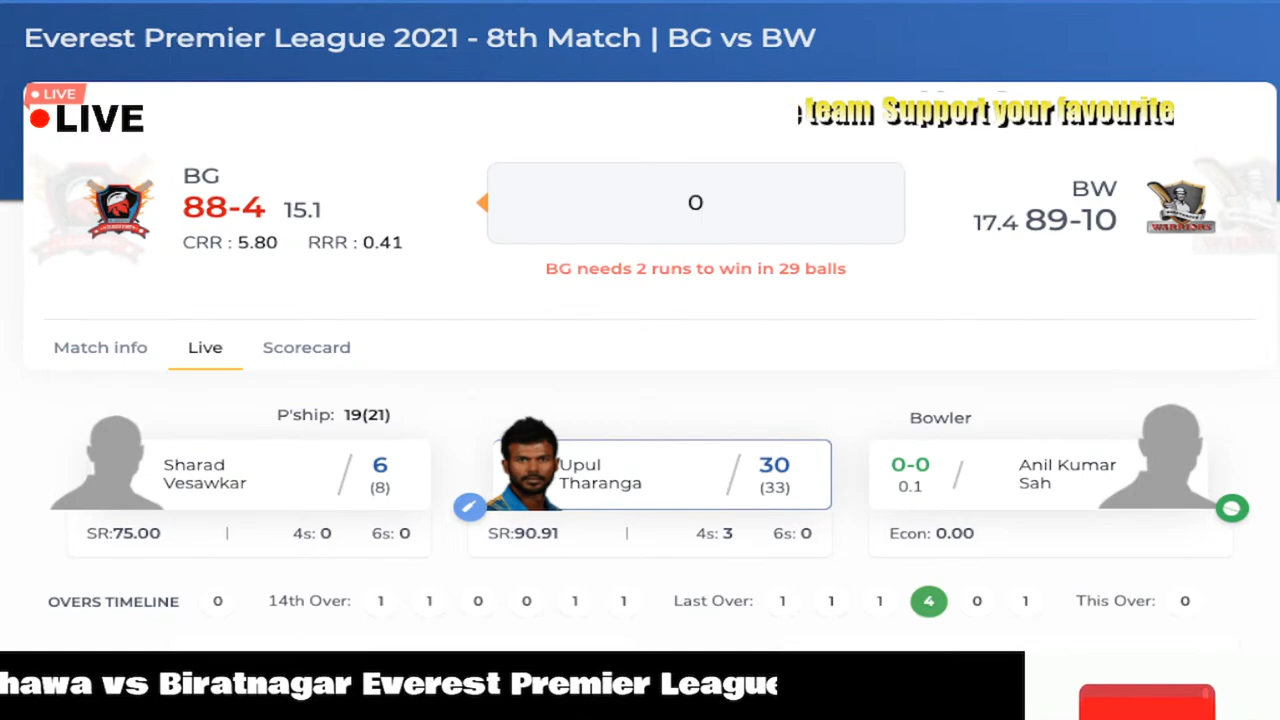 Everest Premier League 2021 - 8th Match | BG vs BW
LIVE
LIVE
team Support your favourite
BG
88-4 15.1
CRR : 5.80 RRR : 0.41
0
BG needs 2 runs to win in 29 balls
BW
17.4 89-10
WARRIORS
Match info Live Scorecard
P'ship: 19(21)
Sharad Vesawkar
6
(8)
SR:75.00 | 4s: 0 6s: 0
Upul Tharanga
30
(33)
SR:90.91 | 4s: 3 6s: 0
Bowler
0-0
0.1
Anil Kumar Sah
Econ: 0.00
OVERS TIMELINE 0 14th Over: 1 1 0 0 1 1 Last Over: 1 1 1 4 0 1 This Over: 0
hawa vs Biratnagar Everest Premier League